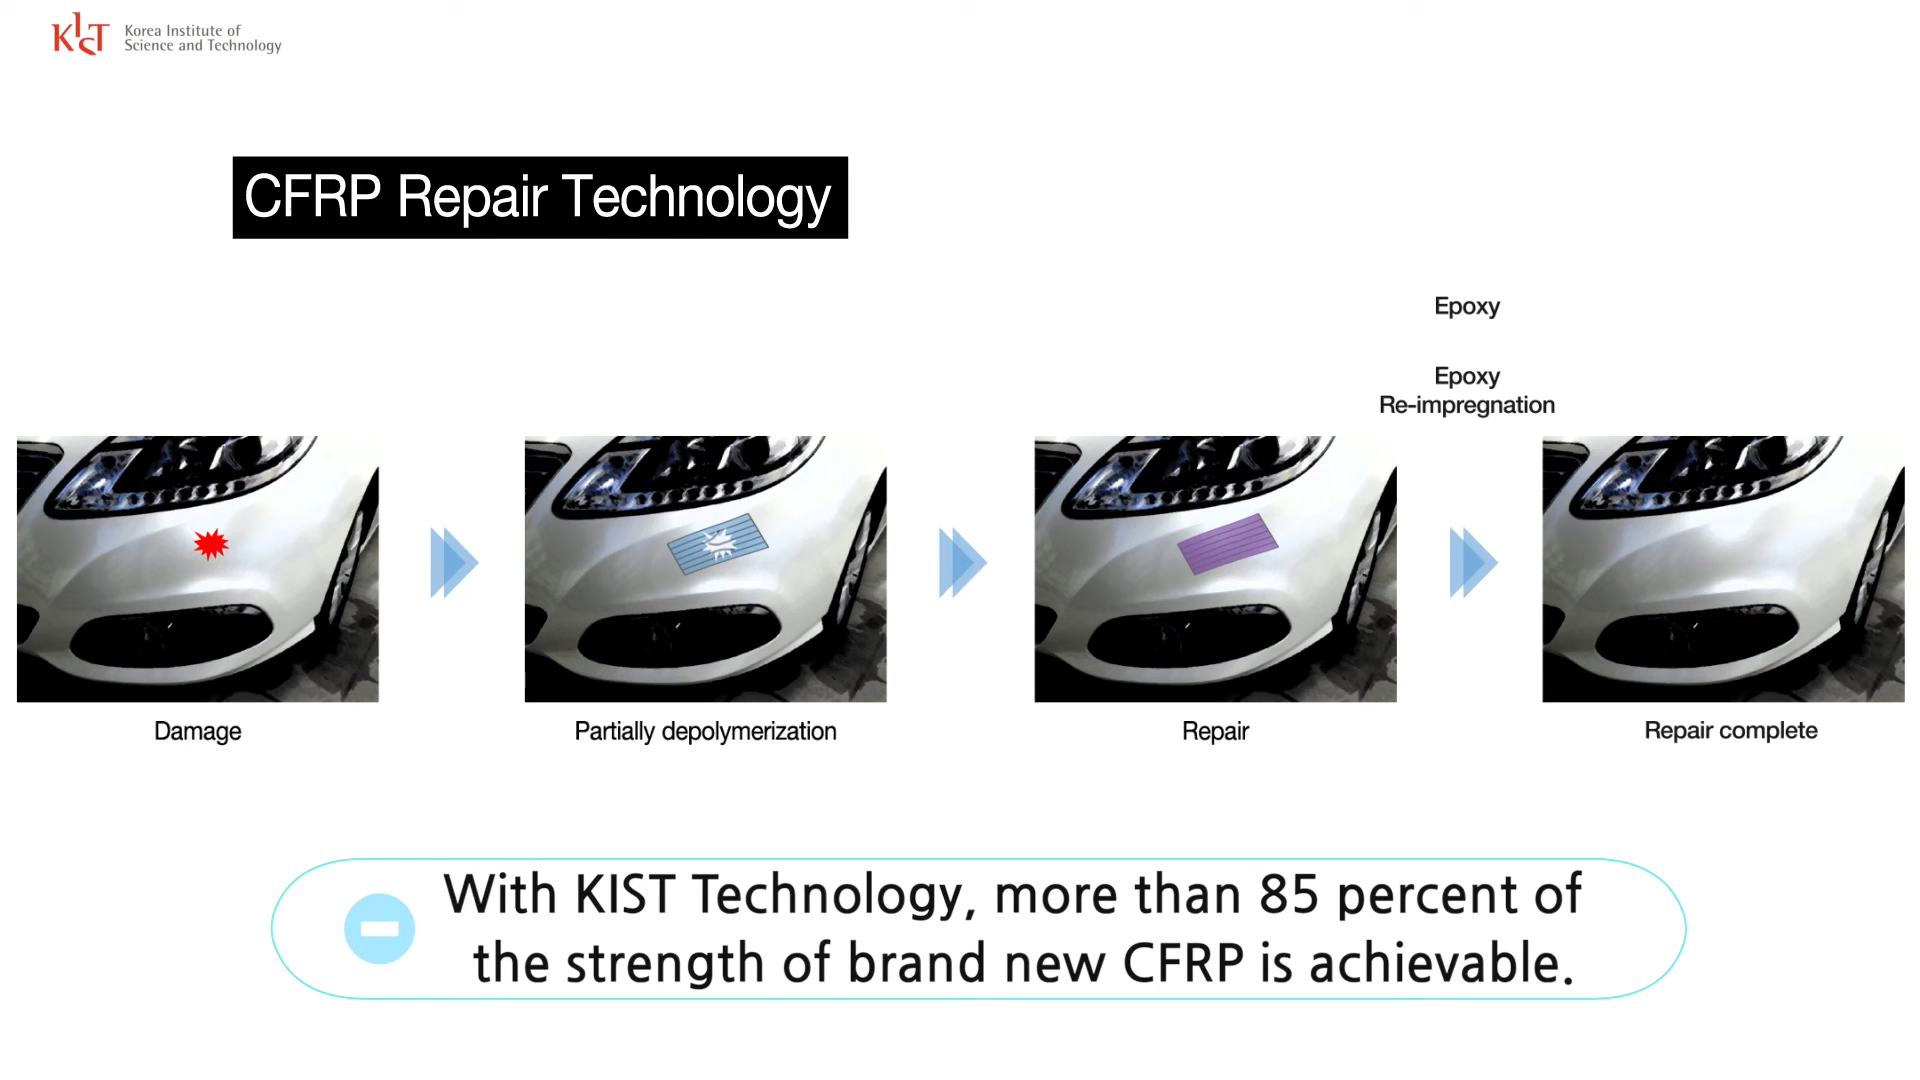 KIST
Korea Institute of
Science and Technology
CFRP Repair Technology
Epoxy
Epoxy
Re-impregnation
Damage
Partially depolymerization
Repair
Repair complete
With KIST Technology, more than 85 percent of
the strength of brand new CFRP is achievable.